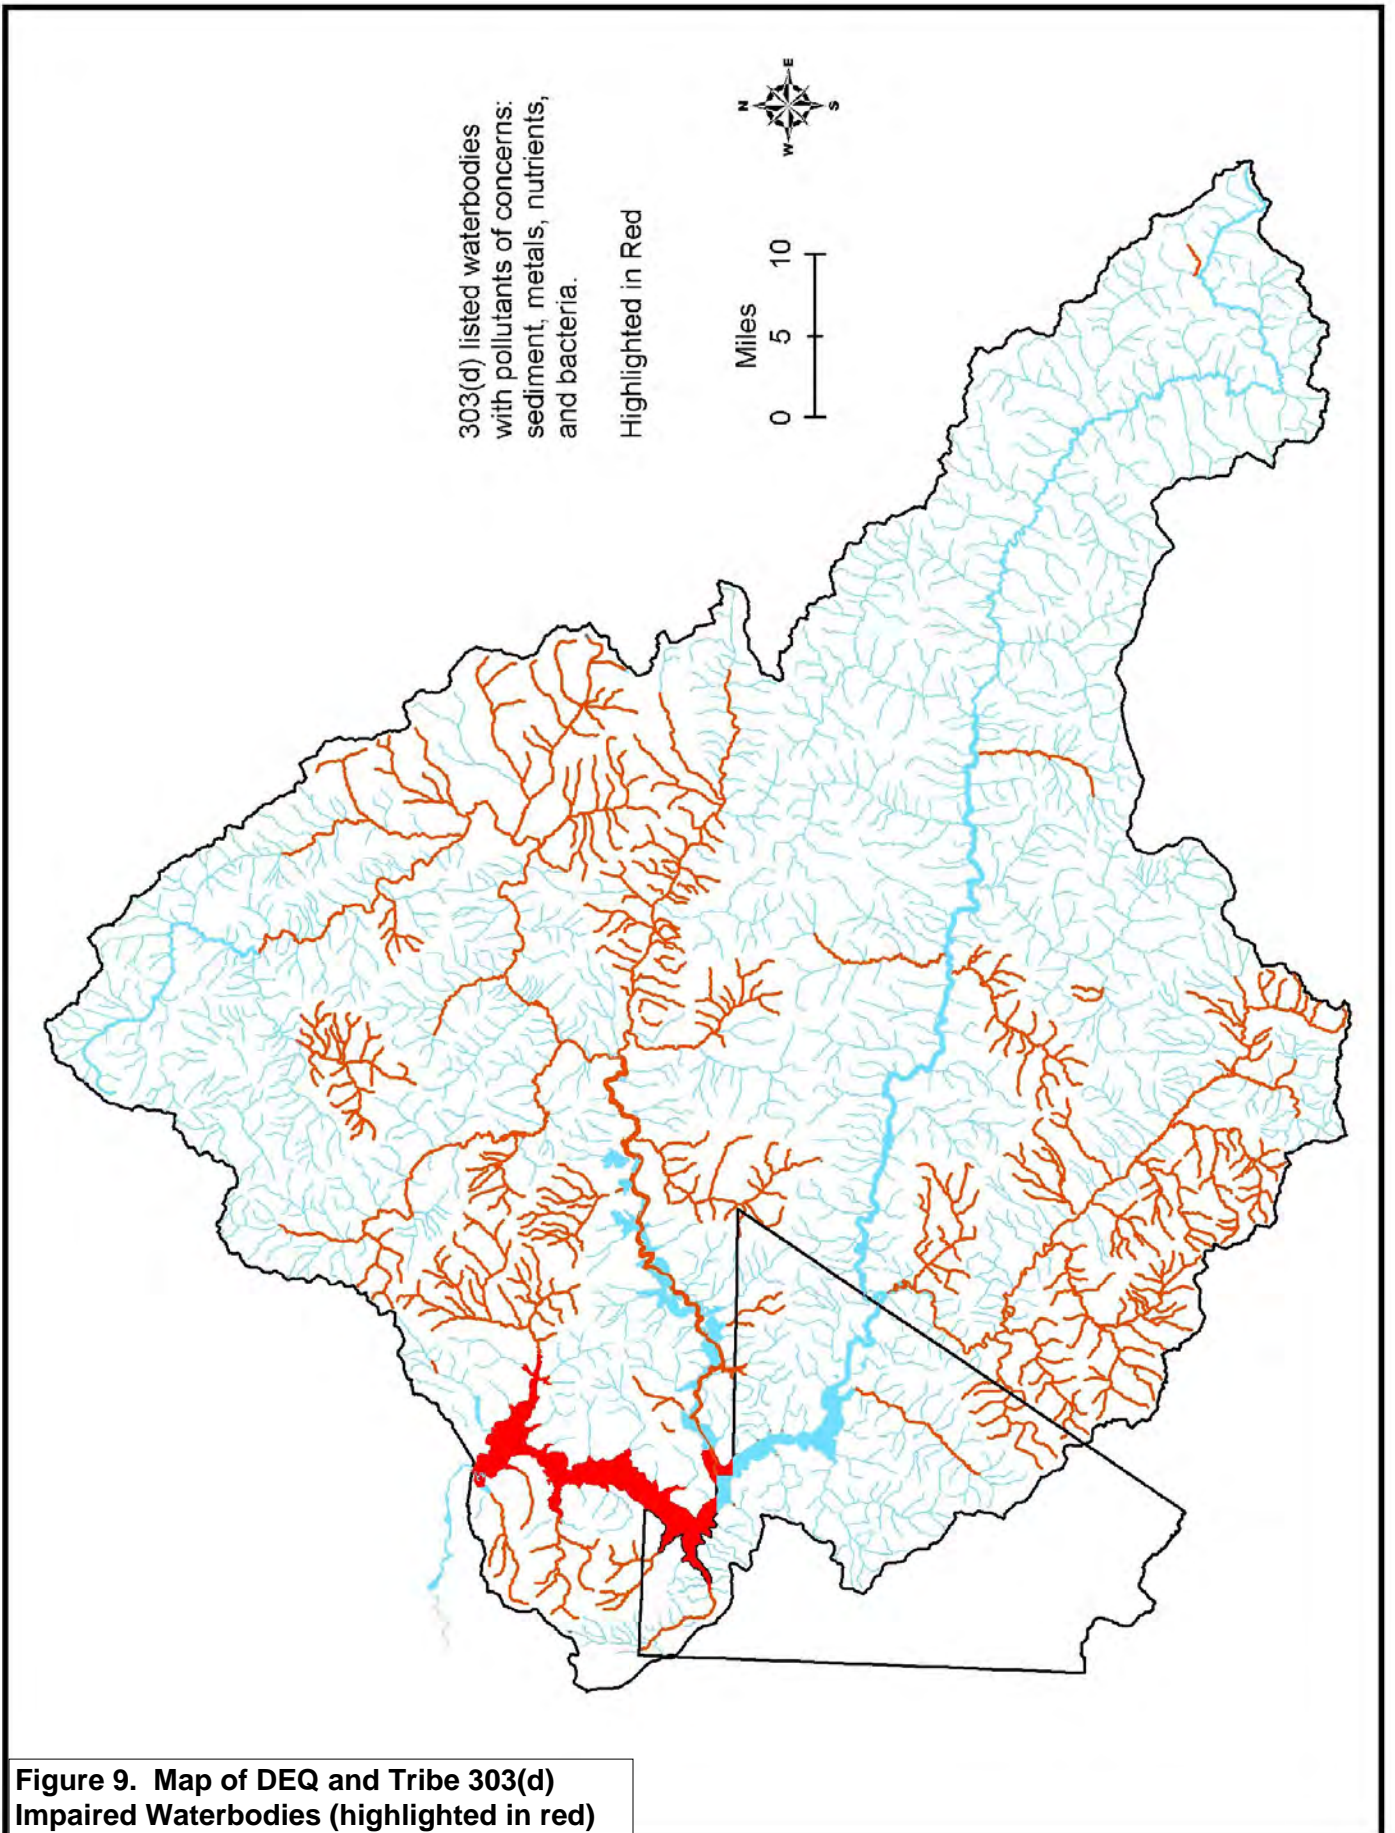 303(d) listed waterbodies
with pollutants of concerns:
sediment, metals, nutrients,
and bacteria.
Highlighted in Red
N
E
W
S
Miles
0 5 10
Figure 9. Map of DEQ and Tribe 303(d)
Impaired Waterbodies (highlighted in red)